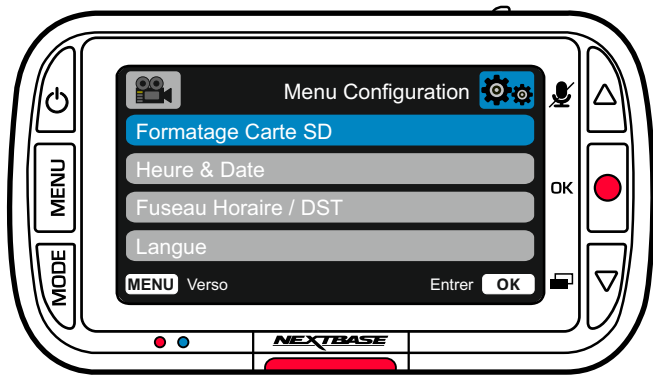 Menu Configuration
Formatage Carte SD
Heure & Date
Fuseau Horaire / DST
Langue
MENU Verso Entrer OK
MENU
MODE
OK
NEXTBASE